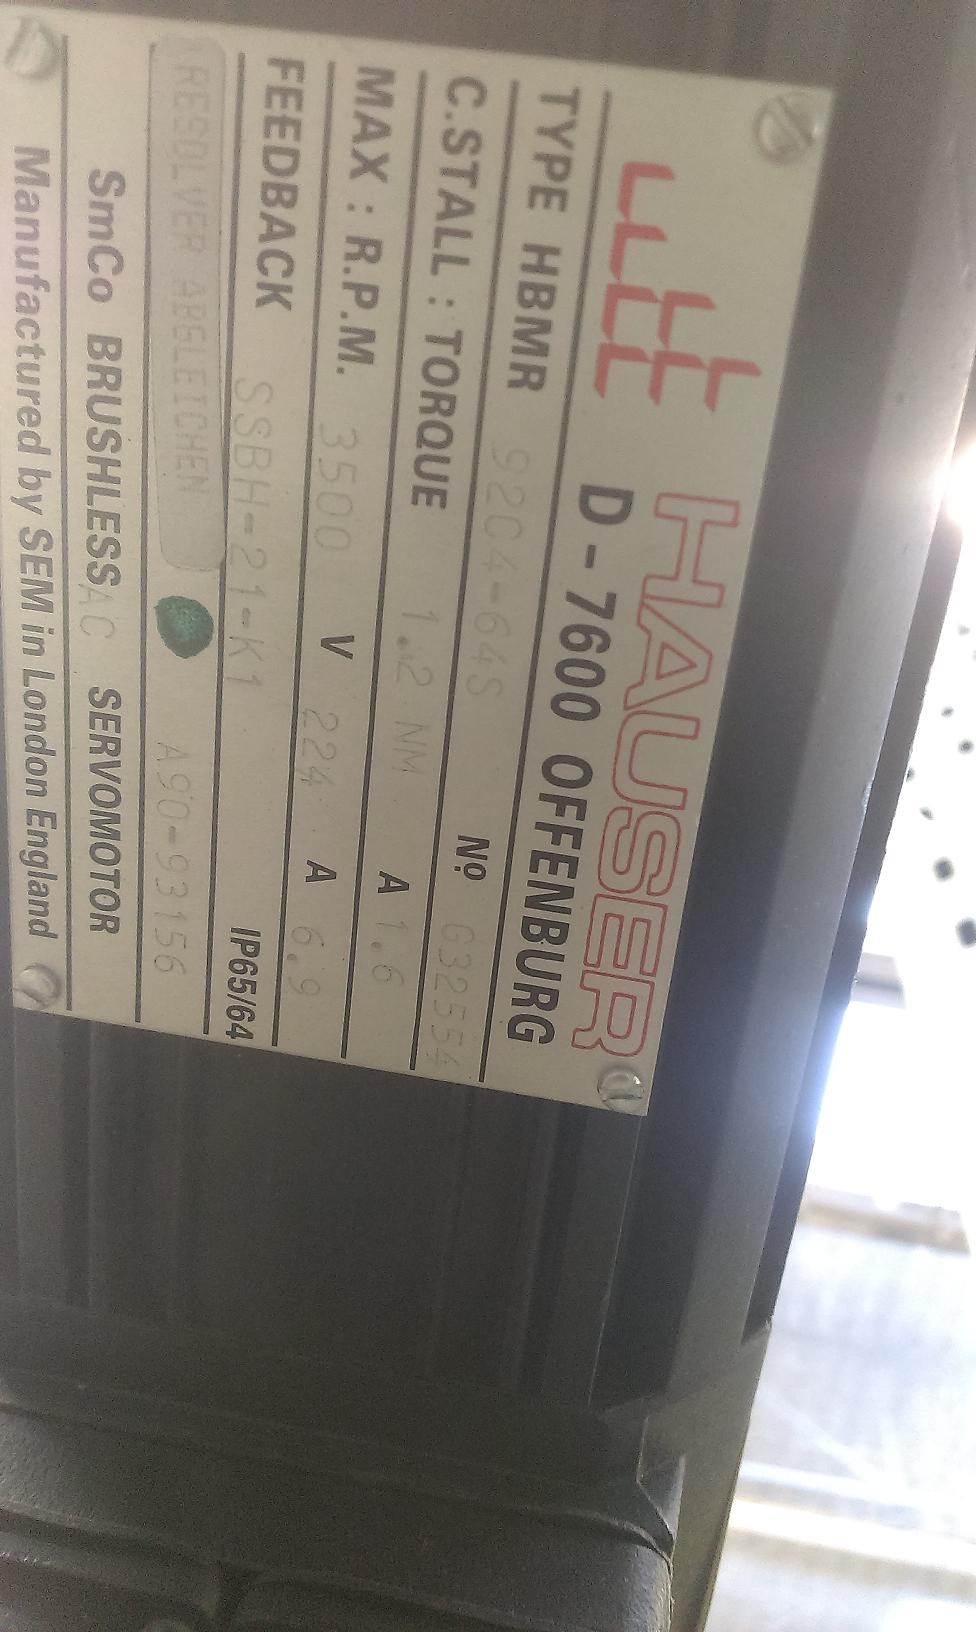 HAUSER
D-7600 OFFENBURG
TYPE HBMR 92C4-64S Nº G32554
C.STALL : TORQUE 1.2 NM A 1.6
MAX : R.P.M. 3500 V 224 A 6.9
FEEDBACK SSBH-21-K1 IP65/64
RESOLVER ABGLEICHEN A90-93156
SmCo BRUSHLESS AC SERVOMOTOR
Manufactured by SEM in London England